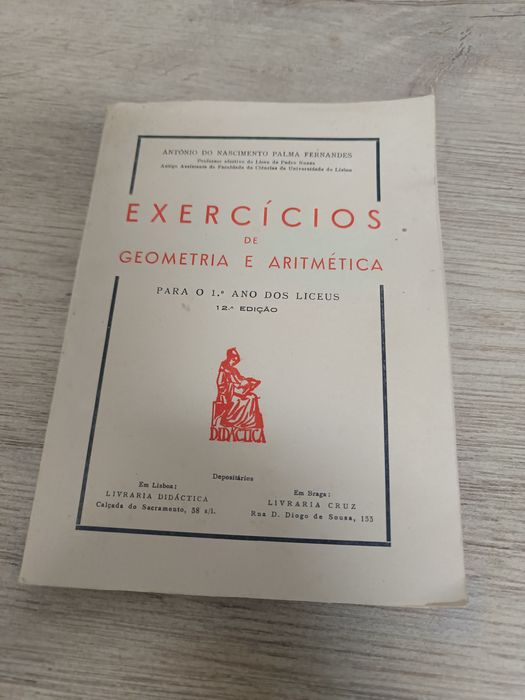 ANTÓNIO DO NASCIMENTO PALMA FERNANDES
Professor efectivo do Liceu de Pedro Nunes
Antigo Assistente da Faculdade de Ciências da Universidade de Lisboa
EXERCÍCIOS
DE
GEOMETRIA E ARITMÉTICA
PARA O 1.º ANO DOS LICEUS
12.ª EDIÇÃO
DIDÁCTICA
Depositários
Em Lisboa:
LIVRARIA DIDÁCTICA
Calçada do Sacramento, 38 s/l.
Em Braga:
LIVRARIA CRUZ
Rua D. Diogo de Sousa, 133